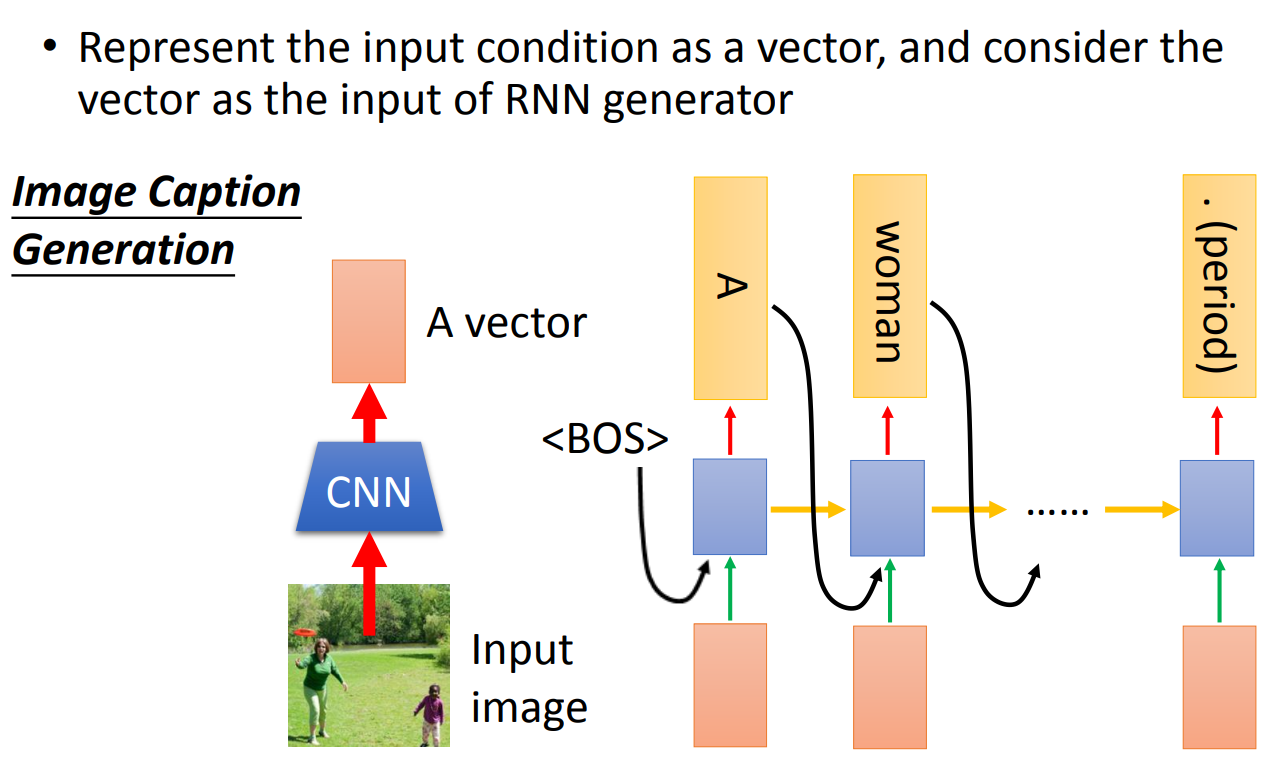 • Represent the input condition as a vector, and consider the
vector as the input of RNN generator
Image Caption
Generation
A vector
CNN
Input
image
<BOS>
A
woman
......
. (period)